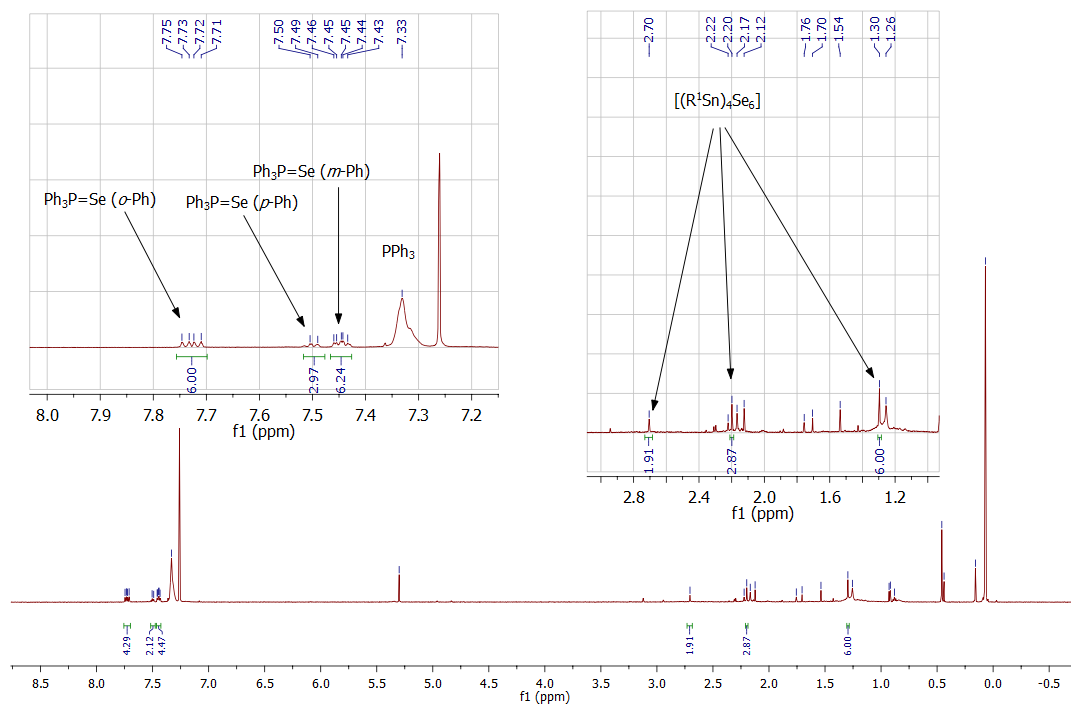 7.75 7.73 7.72 7.71 7.50 7.49 7.46 7.45 7.45 7.44 7.43 7.33
Ph₃P=Se (o-Ph)
Ph₃P=Se (p-Ph)
Ph₃P=Se (m-Ph)
PPh₃
6.00 2.97 6.24
8.0 7.9 7.8 7.7 7.6 7.5 7.4 7.3 7.2
f1 (ppm)
2.70 2.22 2.20 2.17 2.12 1.76 1.70 1.54 1.30 1.26
[(R¹Sn)₄Se₆]
1.91 2.87 6.00
2.8 2.4 2.0 1.6 1.2
f1 (ppm)
4.29 2.12 4.47 1.91 2.87 6.00
8.5 8.0 7.5 7.0 6.5 6.0 5.5 5.0 4.5 4.0 3.5 3.0 2.5 2.0 1.5 1.0 0.5 0.0 -0.5
f1 (ppm)